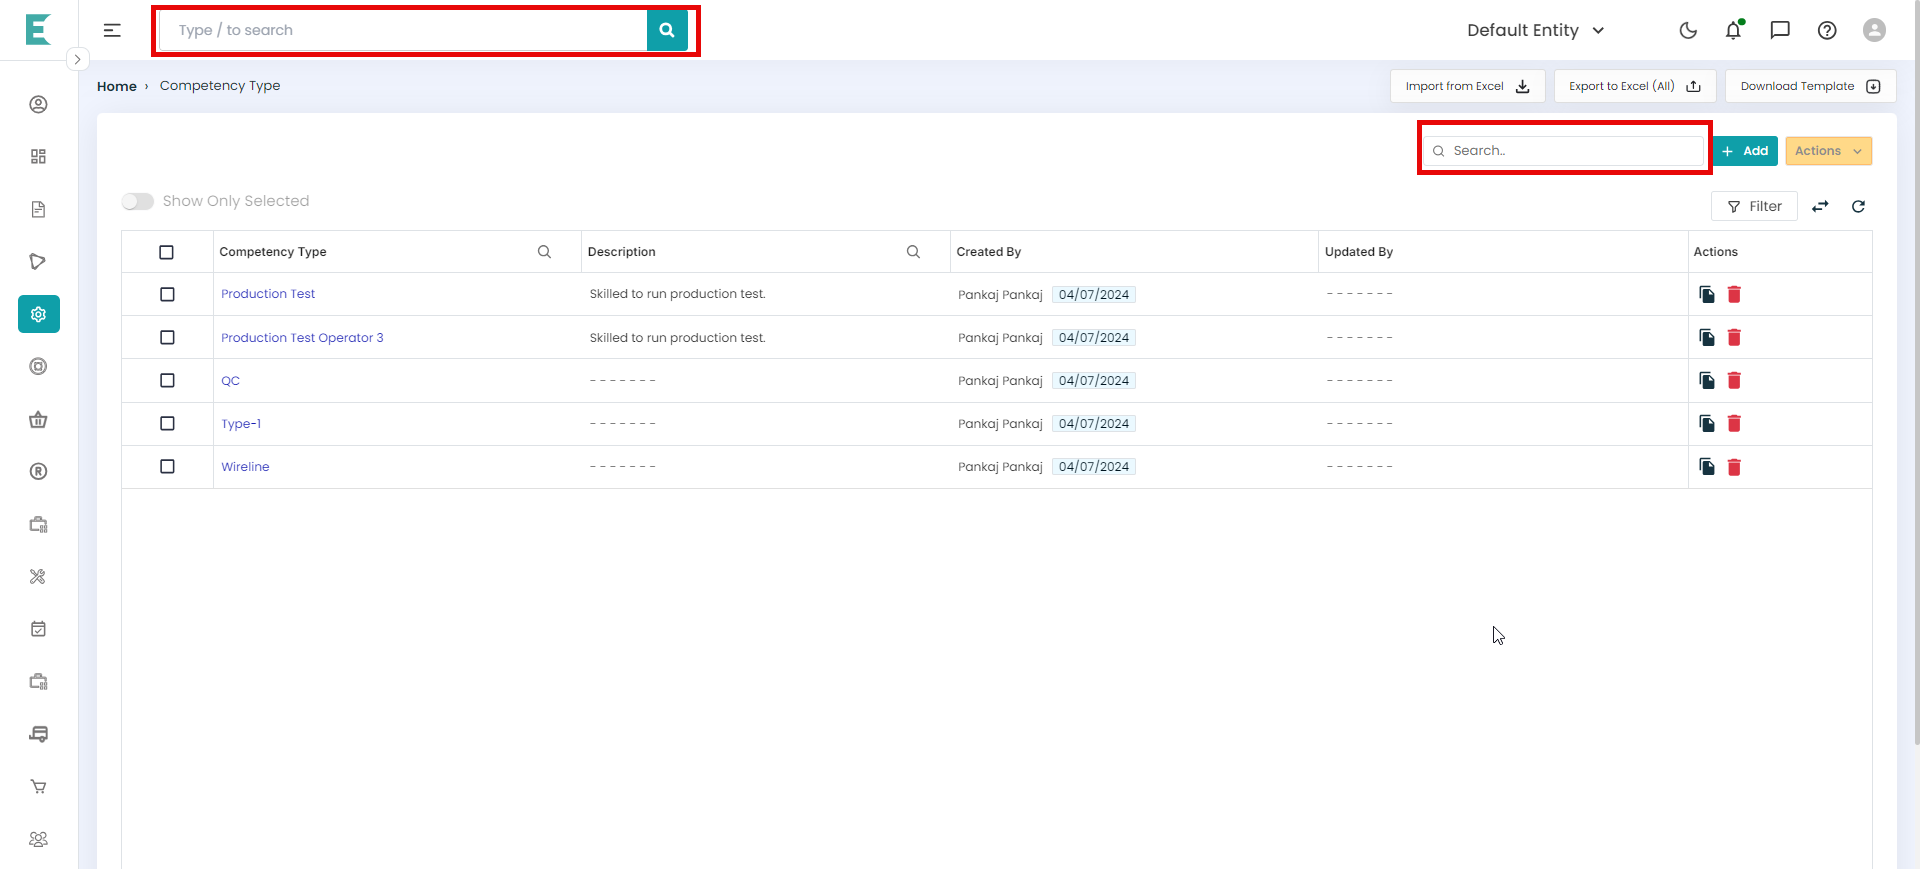 E
Type / to search
Default Entity
Home › Competency Type
Import from Excel
Export to Excel (All)
Download Template
Search..
+ Add
Actions
Show Only Selected
Filter
Competency Type Description Created By Updated By Actions
Production Test Skilled to run production test. Pankaj Pankaj 04/07/2024 -------
Production Test Operator 3 Skilled to run production test. Pankaj Pankaj 04/07/2024 -------
QC ------- Pankaj Pankaj 04/07/2024 -------
Type-1 ------- Pankaj Pankaj 04/07/2024 -------
Wireline ------- Pankaj Pankaj 04/07/2024 -------